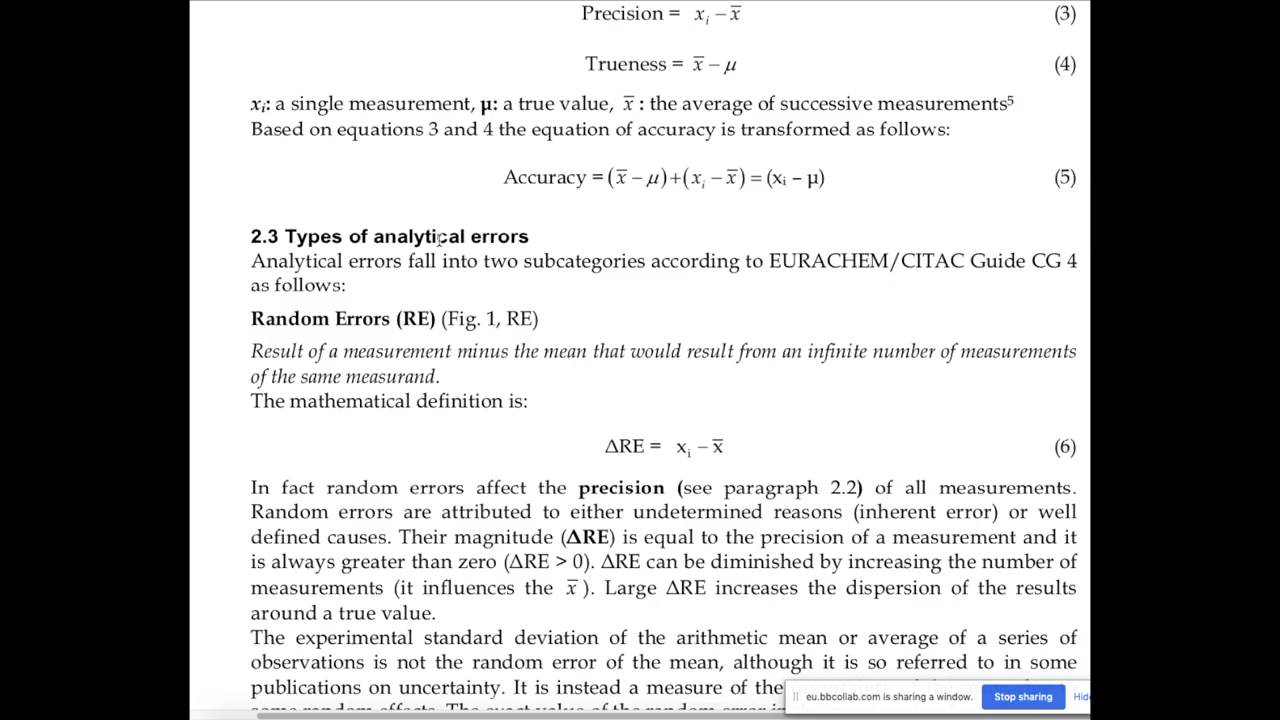 Precision = xᵢ – x̅ (3)
Trueness = x̅ – μ (4)
xᵢ: a single measurement, μ: a true value, x̅ : the average of successive measurements⁵
Based on equations 3 and 4 the equation of accuracy is transformed as follows:
Accuracy = (x̅ – μ)+(xᵢ – x̅) = (xᵢ – μ) (5)
2.3 Types of analytical errors
Analytical errors fall into two subcategories according to EURACHEM/CITAC Guide CG 4
as follows:
Random Errors (RE) (Fig. 1, RE)
Result of a measurement minus the mean that would result from an infinite number of measurements
of the same measurand.
The mathematical definition is:
ΔRE = xᵢ – x̅ (6)
In fact random errors affect the precision (see paragraph 2.2) of all measurements.
Random errors are attributed to either undetermined reasons (inherent error) or well
defined causes. Their magnitude (ΔRE) is equal to the precision of a measurement and it
is always greater than zero (ΔRE > 0). ΔRE can be diminished by increasing the number of
measurements (it influences the x̅ ). Large ΔRE increases the dispersion of the results
around a true value.
The experimental standard deviation of the arithmetic mean or average of a series of
observations is not the random error of the mean, although it is so referred to in some
publications on uncertainty. It is instead a measure of the
eu.bbcollab.com is sharing a window.
Stop sharing
Hide